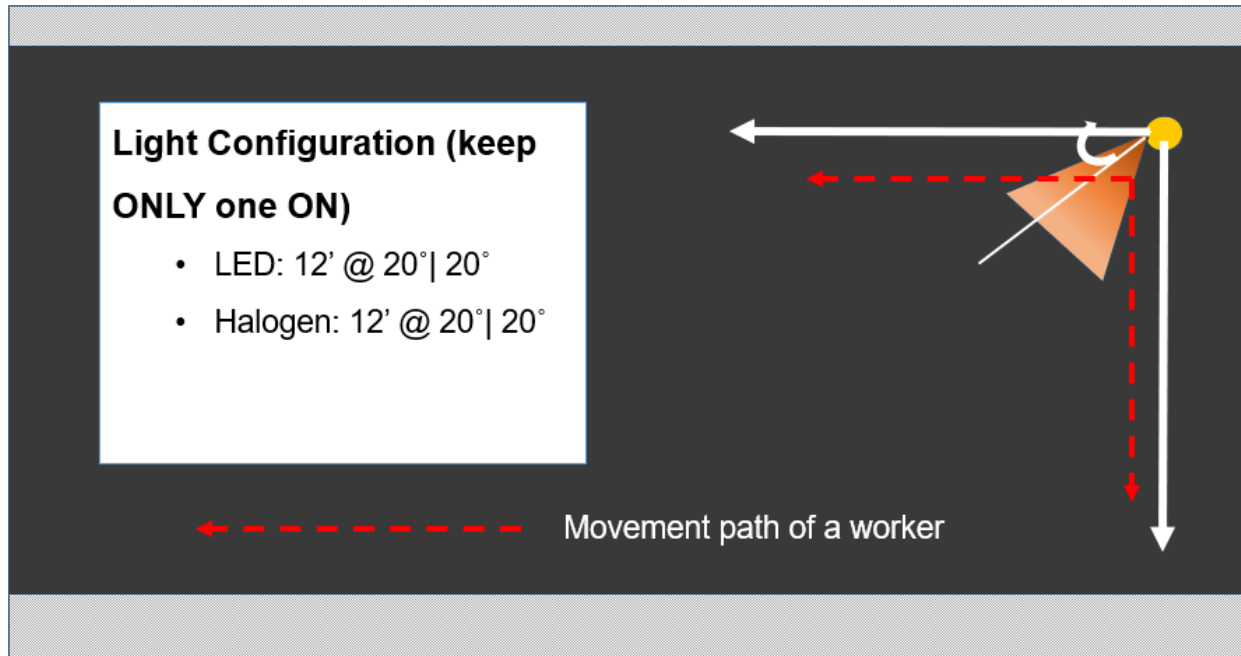 Light Configuration (keep
ONLY one ON)
• LED: 12’ @ 20˚| 20˚
• Halogen: 12’ @ 20˚| 20˚
Movement path of a worker